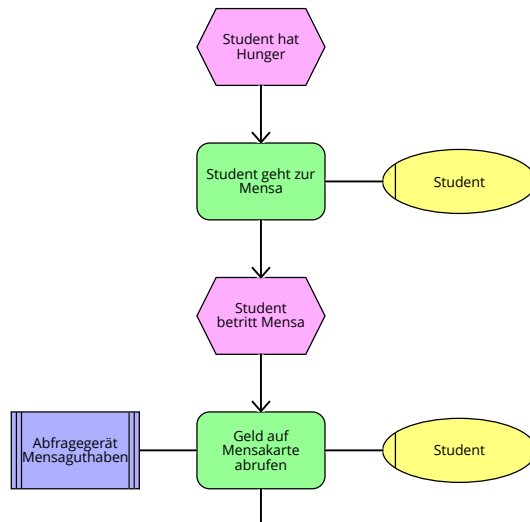 Student hat
Hunger
Student geht zur
Mensa
Student
Student
betritt Mensa
Abfragegerät
Mensaguthaben
Geld auf
Mensakarte
abrufen
Student